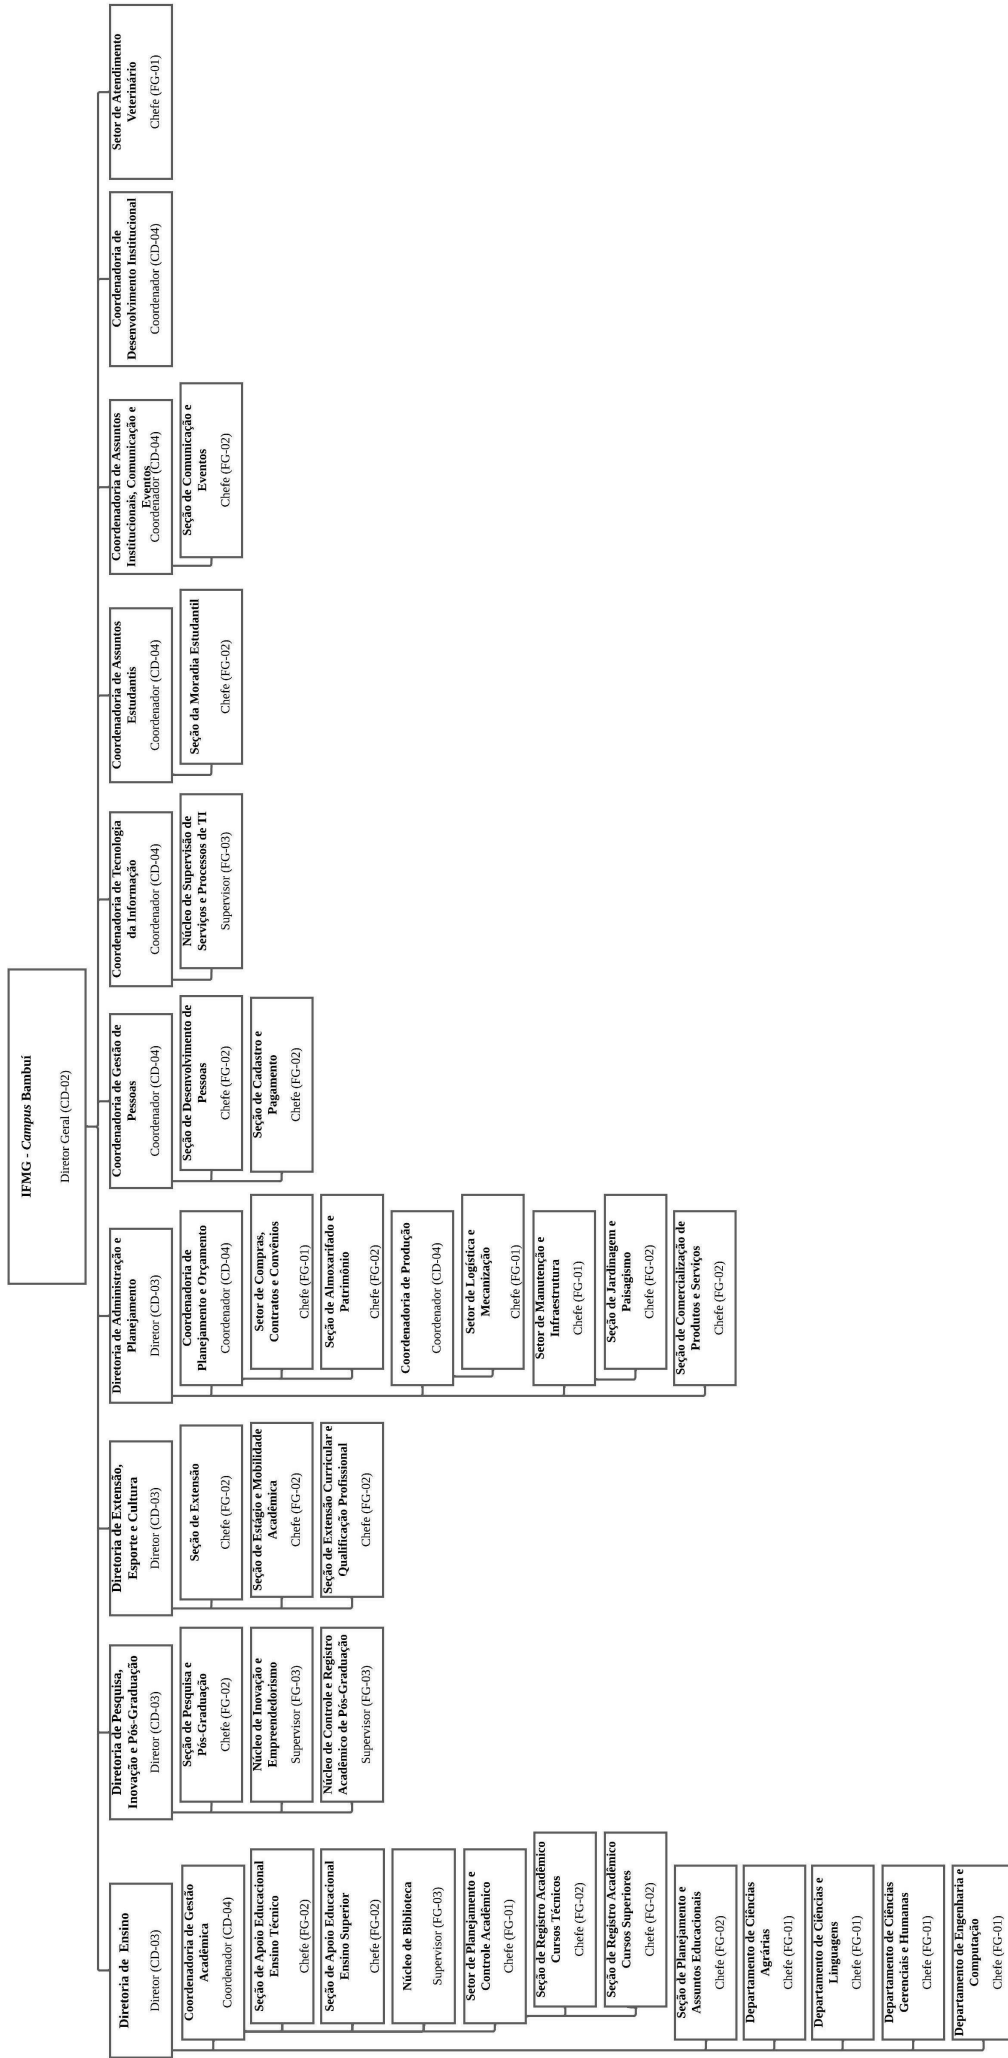 IFMG - Campus Bambuí
Diretor Geral (CD-02)
Diretoria de Ensino
Diretor (CD-03)
Coordenadoria de Gestão
Acadêmica
Coordenador (CD-04)
Seção de Apoio Educacional
Ensino Técnico
Chefe (FG-02)
Seção de Apoio Educacional
Ensino Superior
Chefe (FG-02)
Núcleo de Biblioteca
Supervisor (FG-03)
Setor de Planejamento e
Controle Acadêmico
Chefe (FG-01)
Seção de Registro Acadêmico
Cursos Técnicos
Chefe (FG-02)
Seção de Registro Acadêmico
Cursos Superiores
Chefe (FG-02)
Seção de Planejamento e
Assuntos Educacionais
Chefe (FG-02)
Departamento de Ciências
Agrárias
Chefe (FG-01)
Departamento de Ciências e
Linguagens
Chefe (FG-01)
Departamento de Ciências
Gerenciais e Humanas
Chefe (FG-01)
Departamento de Engenharia e
Computação
Chefe (FG-01)
Diretoria de Pesquisa,
Inovação e Pós-Graduação
Diretor (CD-03)
Seção de Pesquisa e
Pós-Graduação
Chefe (FG-02)
Núcleo de Inovação e
Empreendedorismo
Supervisor (FG-03)
Núcleo de Controle e Registro
Acadêmico de Pós-Graduação
Supervisor (FG-03)
Diretoria de Extensão,
Esporte e Cultura
Diretor (CD-03)
Seção de Extensão
Chefe (FG-02)
Seção de Estágio e Mobilidade
Acadêmica
Chefe (FG-02)
Seção de Extensão Curricular e
Qualificação Profissional
Chefe (FG-02)
Diretoria de Administração e
Planejamento
Diretor (CD-03)
Coordenadoria de
Planejamento e Orçamento
Coordenador (CD-04)
Setor de Compras,
Contratos e Convênios
Chefe (FG-01)
Seção de Almoxarifado e
Patrimônio
Chefe (FG-02)
Coordenadoria de Produção
Coordenador (CD-04)
Setor de Logística e
Mecanização
Chefe (FG-01)
Setor de Manutenção e
Infraestrutura
Chefe (FG-01)
Seção de Jardinagem e
Paisagismo
Chefe (FG-02)
Seção de Comercialização de
Produtos e Serviços
Chefe (FG-02)
Coordenadoria de Gestão de
Pessoas
Coordenador (CD-04)
Seção de Desenvolvimento de
Pessoas
Chefe (FG-02)
Seção de Cadastro e
Pagamento
Chefe (FG-02)
Coordenadoria de Tecnologia
da Informação
Coordenador (CD-04)
Núcleo de Supervisão de
Serviços e Processos de TI
Supervisor (FG-03)
Coordenadoria de Assuntos
Estudantis
Coordenador (CD-04)
Seção da Moradia Estudantil
Chefe (FG-02)
Coordenadoria de Assuntos
Institucionais, Comunicação e
Eventos
Coordenador (CD-04)
Seção de Comunicação e
Eventos
Chefe (FG-02)
Coordenadoria de
Desenvolvimento Institucional
Coordenador (CD-04)
Setor de Atendimento
Veterinário
Chefe (FG-01)